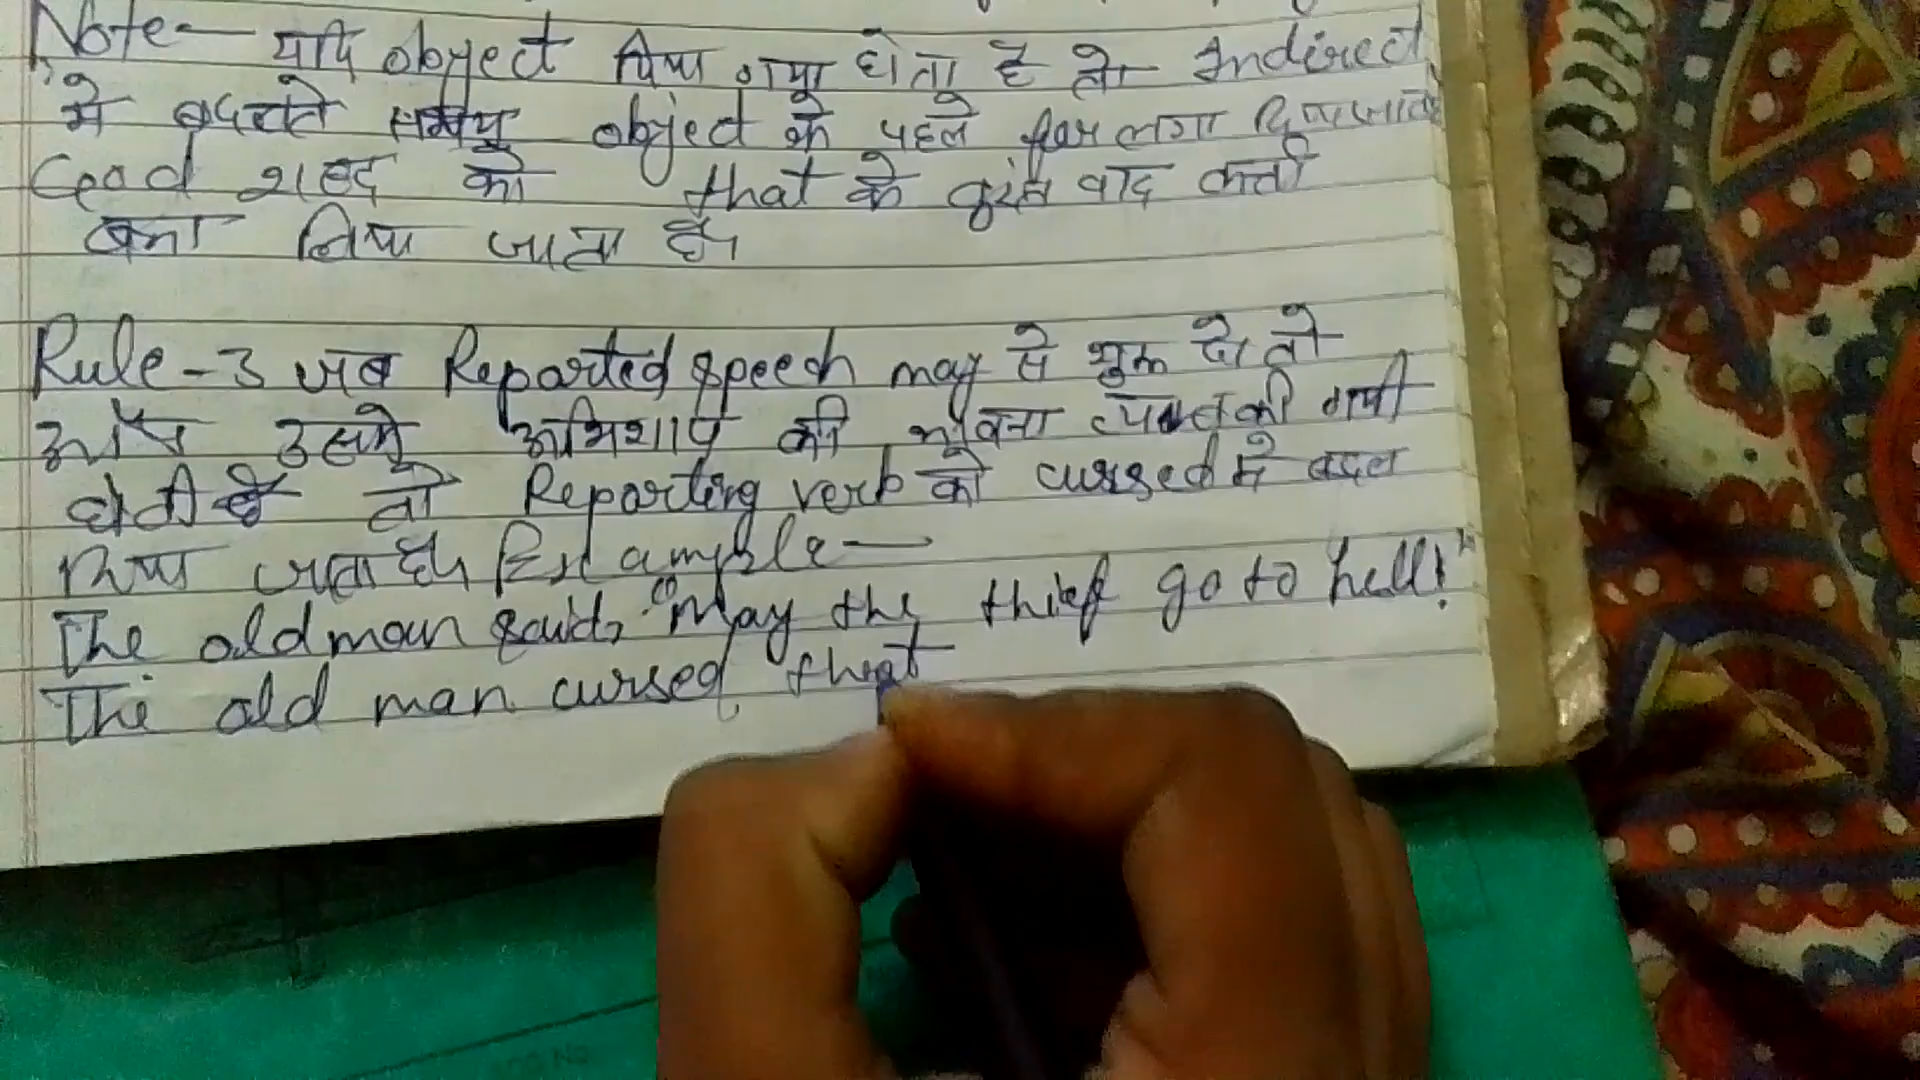 Note— यदि object दिया गया होता है तो Indirect
में बदलते समय object के पहले for लगा दिया जाता
God शब्द को that के तुरंत बाद कर्ता
बना लिया जाता है।
Rule-3 जब Reported speech may से शुरू हो तो
और उसमें अभिशाप की भावना व्यक्त की गयी
होती है तो Reporting verb को cursed में बदल
दिया जाता है। Example—
The old man said, "May the thief go to hell!"
The old man cursed that